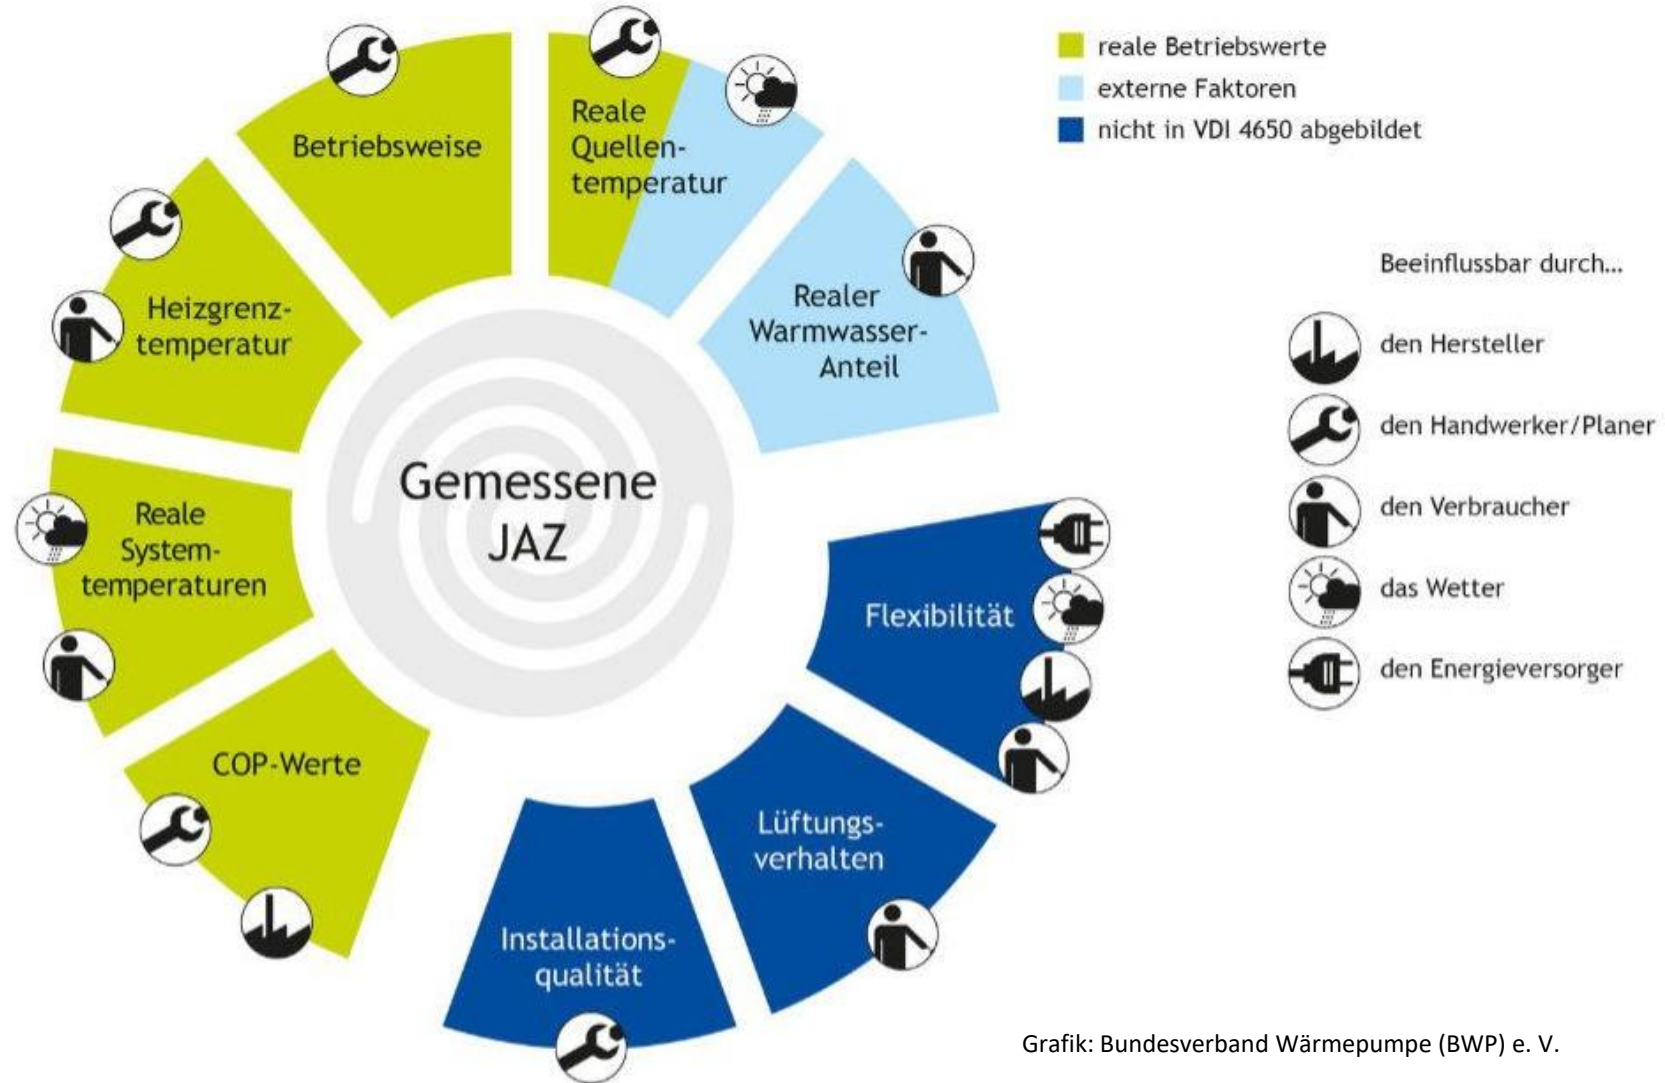 Betriebsweise
Reale
Quellen-
temperatur
Realer
Warmwasser-
Anteil
Heizgrenz-
temperatur
Reale
System-
temperaturen
COP-Werte
Gemessene
JAZ
Flexibilität
Lüftungs-
verhalten
Installations-
qualität
reale Betriebswerte
externe Faktoren
nicht in VDI 4650 abgebildet
Beeinflussbar durch...
den Hersteller
den Handwerker/Planer
den Verbraucher
das Wetter
den Energieversorger
Grafik: Bundesverband Wärmepumpe (BWP) e. V.